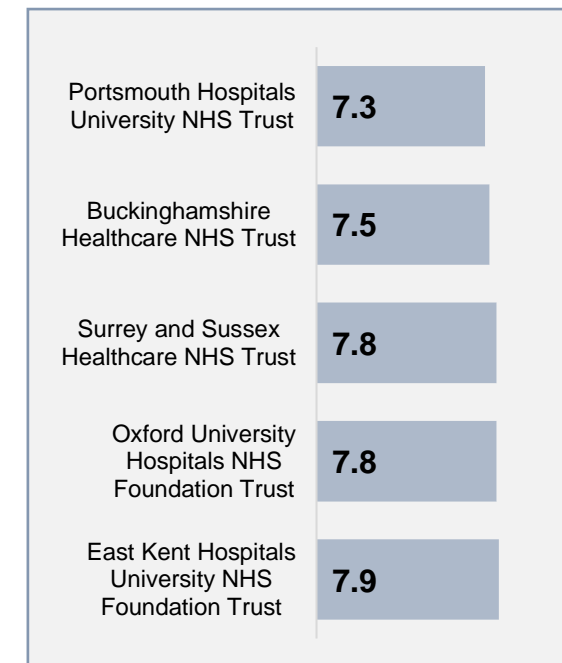 Portsmouth Hospitals
University NHS Trust
7.3
Buckinghamshire
Healthcare NHS Trust
7.5
Surrey and Sussex
Healthcare NHS Trust
7.8
Oxford University
Hospitals NHS
Foundation Trust
7.8
East Kent Hospitals
University NHS
Foundation Trust
7.9